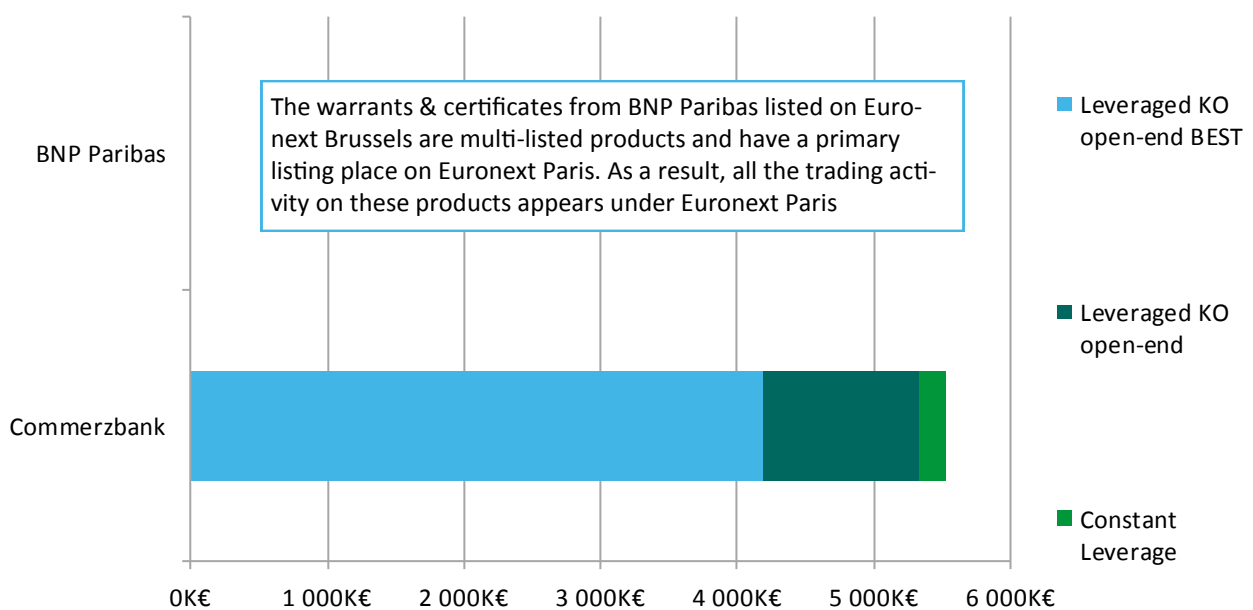 The warrants & certificates from BNP Paribas listed on Euro-
next Brussels are multi-listed products and have a primary
listing place on Euronext Paris. As a result, all the trading acti-
vity on these products appears under Euronext Paris
BNP Paribas
Commerzbank
0K€ 1 000K€ 2 000K€ 3 000K€ 4 000K€ 5 000K€ 6 000K€
Leveraged KO
open-end BEST
Leveraged KO
open-end
Constant
Leverage